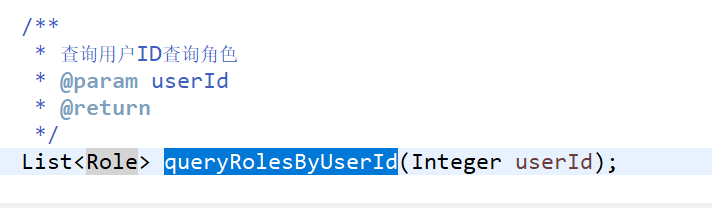 /**
* 查询用户ID查询角色
* @param userId
* @return
*/
List<Role> queryRolesByUserId(Integer userId);